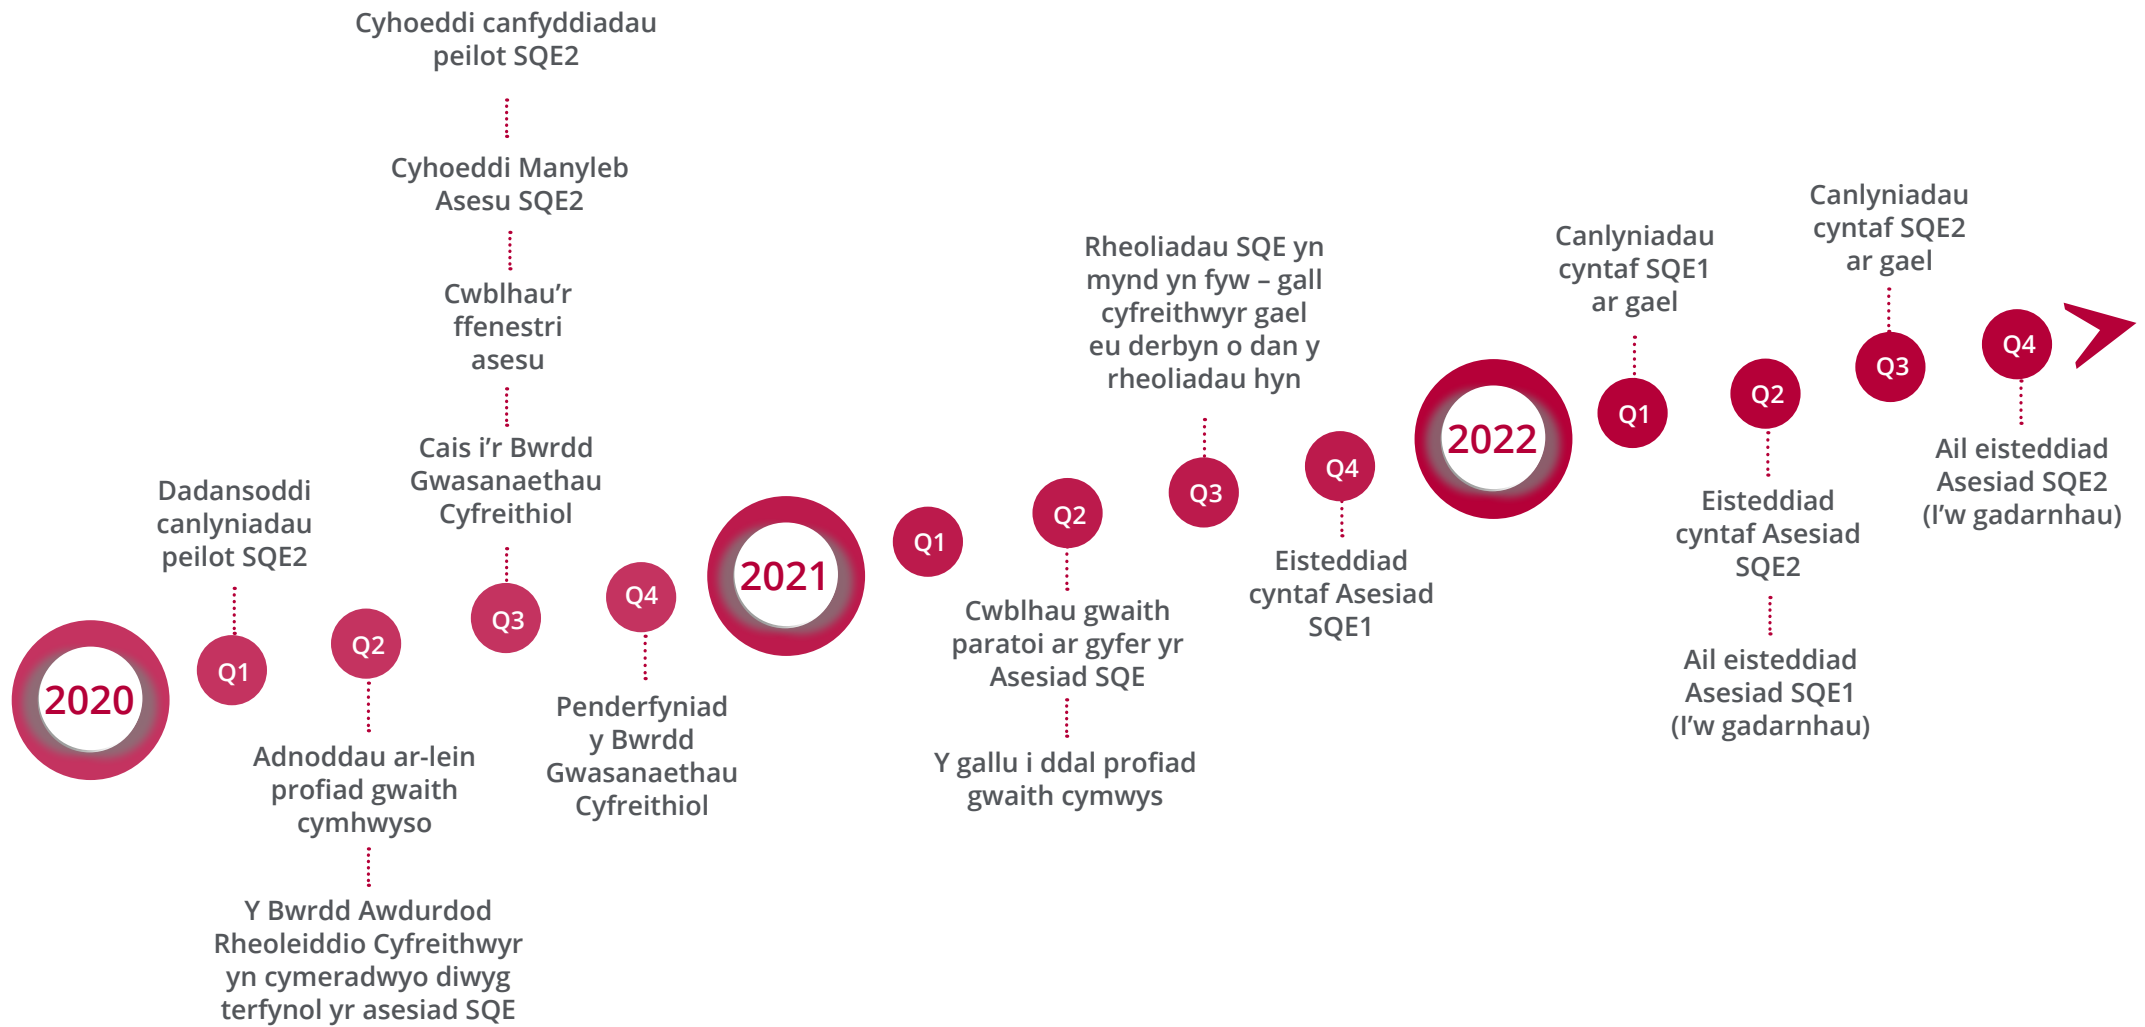 2020
Q1
Dadansoddi
canlyniadau
peilot SQE2
Q2
Adnoddau ar-lein
profiad gwaith
cymhwyso
Y Bwrdd Awdurdod
Rheoleiddio Cyfreithwyr
yn cymeradwyo diwyg
terfynol yr asesiad SQE
Q3
Cyhoeddi canfyddiadau
peilot SQE2
Cyhoeddi Manyleb
Asesu SQE2
Cwblhau’r
ffenestri
asesu
Cais i’r Bwrdd
Gwasanaethau
Cyfreithiol
Q4
Penderfyniad
y Bwrdd
Gwasanaethau
Cyfreithiol
2021
Q1
Q2
Cwblhau gwaith
paratoi ar gyfer yr
Asesiad SQE
Y gallu i ddal profiad
gwaith cymwys
Q3
Rheoliadau SQE yn
mynd yn fyw – gall
cyfreithwyr gael
eu derbyn o dan y
rheoliadau hyn
Q4
Eisteddiad
cyntaf Asesiad
SQE1
2022
Q1
Canlyniadau
cyntaf SQE1
ar gael
Q2
Eisteddiad
cyntaf Asesiad
SQE2
Ail eisteddiad
Asesiad SQE1
(I’w gadarnhau)
Q3
Canlyniadau
cyntaf SQE2
ar gael
Q4
Ail eisteddiad
Asesiad SQE2
(I’w gadarnhau)